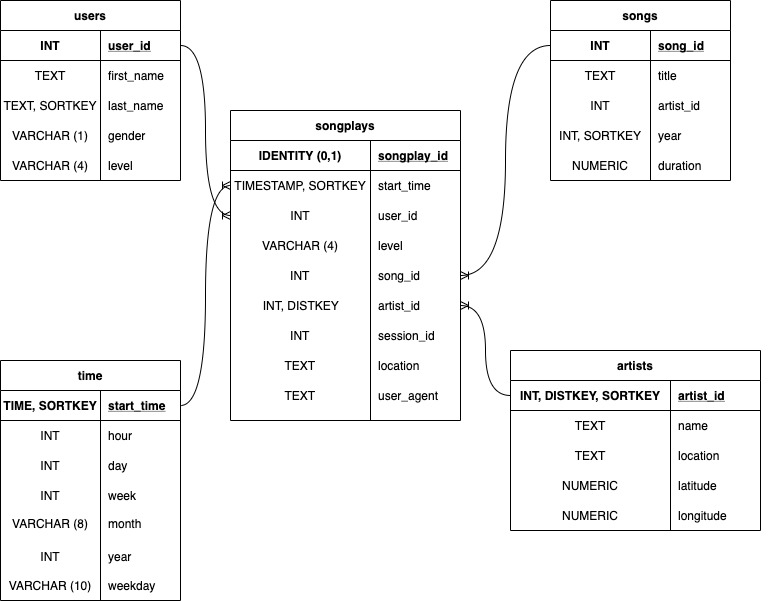 users
INT user_id
TEXT first_name
TEXT, SORTKEY last_name
VARCHAR (1) gender
VARCHAR (4) level
songs
INT song_id
TEXT title
INT artist_id
INT, SORTKEY year
NUMERIC duration
songplays
IDENTITY (0,1) songplay_id
TIMESTAMP, SORTKEY start_time
INT user_id
VARCHAR (4) level
INT song_id
INT, DISTKEY artist_id
INT session_id
TEXT location
TEXT user_agent
time
TIME, SORTKEY start_time
INT hour
INT day
INT week
VARCHAR (8) month
INT year
VARCHAR (10) weekday
artists
INT, DISTKEY, SORTKEY artist_id
TEXT name
TEXT location
NUMERIC latitude
NUMERIC longitude